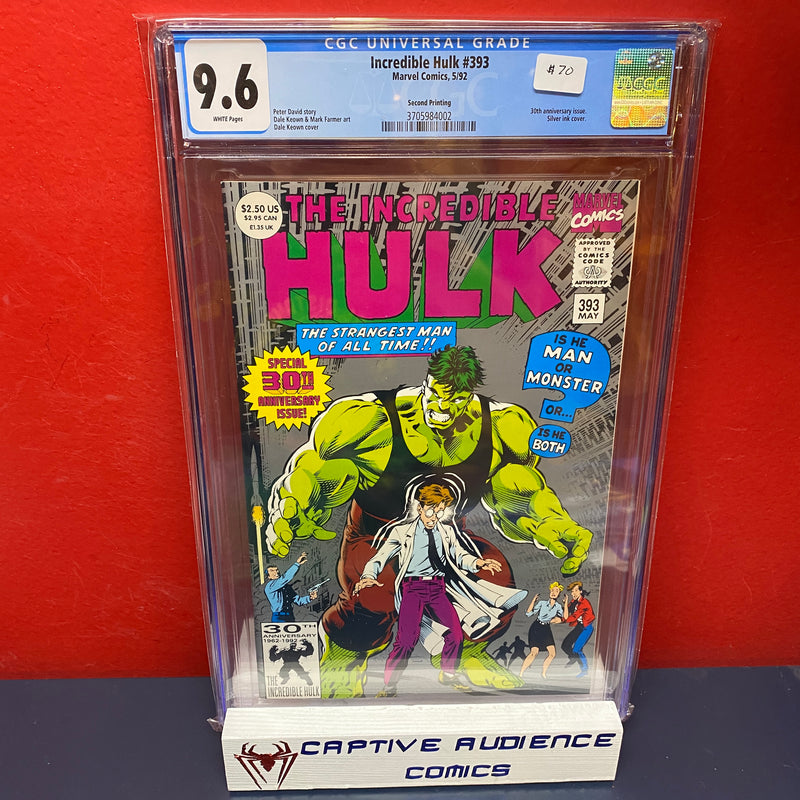 CGC UNIVERSAL GRADE
9.6
WHITE Pages
Incredible Hulk #393
Marvel Comics, 5/92
Second Printing
3705984002
Peter David story
Dale Keown & Mark Farmer art
Dale Keown cover
$70
30th anniversary issue.
Silver ink cover.
CGC
$2.50 US
$2.95 CAN
£1.35 UK
THE INCREDIBLE
HULK
MARVEL
COMICS
APPROVED
BY THE
COMICS
CODE
AUTHORITY
393
MAY
THE STRANGEST MAN
OF ALL TIME!!
SPECIAL
30TH
ANNIVERSARY
ISSUE!
IS HE
MAN
OR
MONSTER
OR...
IS HE
BOTH
30TH
ANNIVERSARY
1962-1992
THE
INCREDIBLE HULK
CAPTIVE AUDIENCE
COMICS